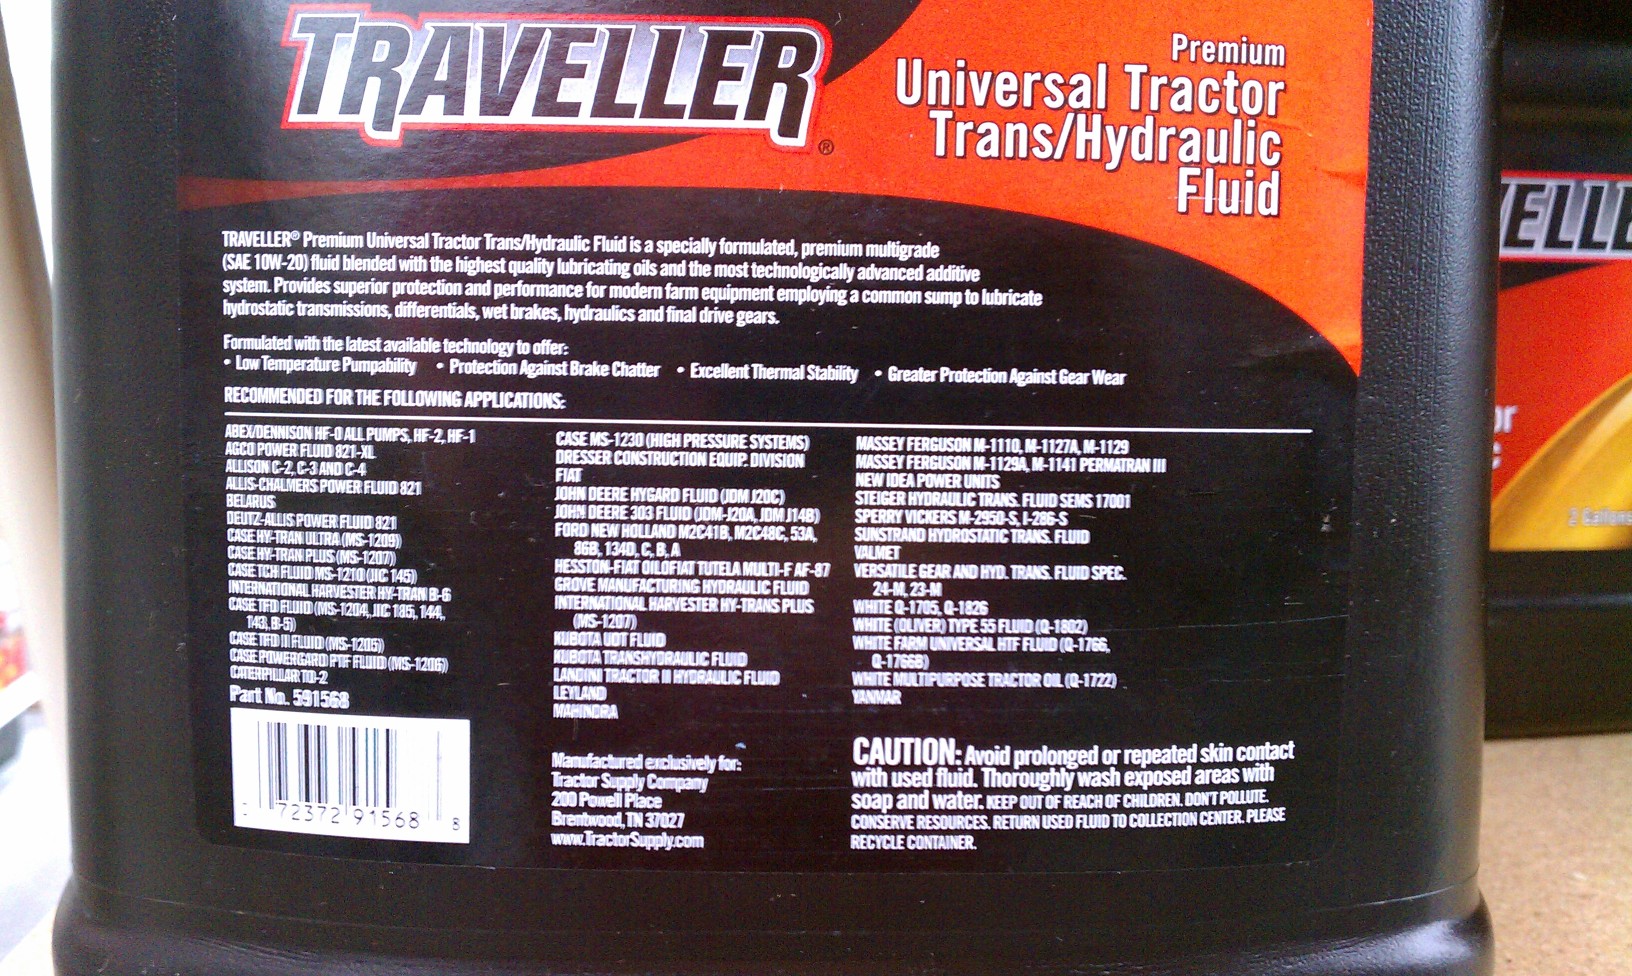 TRAVELLER®
Premium
Universal Tractor
Trans/Hydraulic
Fluid
TRAVELLER® Premium Universal Tractor Trans/Hydraulic Fluid is a specially formulated, premium multigrade
(SAE 10W-20) fluid blended with the highest quality lubricating oils and the most technologically advanced additive
system. Provides superior protection and performance for modern farm equipment employing a common sump to lubricate
hydrostatic transmissions, differentials, wet brakes, hydraulics and final drive gears.
Formulated with the latest available technology to offer:
• Low Temperature Pumpability • Protection Against Brake Chatter • Excellent Thermal Stability • Greater Protection Against Gear Wear
RECOMMENDED FOR THE FOLLOWING APPLICATIONS:
ABEX/DENNISON HF-0 ALL PUMPS, HF-2, HF-1
AGCO POWER FLUID 821-XL
ALLISON C-2, C-3 AND C-4
ALLIS-CHALMERS POWER FLUID 821
BELARUS
DEUTZ-ALLIS POWER FLUID 821
CASE HY-TRAN ULTRA (MS-1209)
CASE HY-TRAN PLUS (MS-1207)
CASE TCH FLUID MS-1210 (JIC 145)
INTERNATIONAL HARVESTER HY-TRAN B-6
CASE TFD FLUID (MS-1204, JIC 185, 144,
143, B-5)
CASE TFD II FLUID (MS-1205)
CASE POWERGARD PTF FLUID (MS-1206)
CATERPILLAR TO-2
Part No. 591568
72372 91568 8
CASE MS-1230 (HIGH PRESSURE SYSTEMS)
DRESSER CONSTRUCTION EQUIP. DIVISION
FIAT
JOHN DEERE HYGARD FLUID (JDM J20C)
JOHN DEERE 303 FLUID (JDM-J20A, JDM J14B)
FORD NEW HOLLAND M2C41B, M2C48C, 53A,
86B, 134D, C, B, A
HESSTON-FIAT OILOFIAT TUTELA MULTI-F AF-87
GROVE MANUFACTURING HYDRAULIC FLUID
INTERNATIONAL HARVESTER HY-TRANS PLUS
(MS-1207)
KUBOTA UDT FLUID
KUBOTA TRANSHYDRAULIC FLUID
LANDINI TRACTOR II HYDRAULIC FLUID
LEYLAND
MAHINDRA
Manufactured exclusively for:
Tractor Supply Company
200 Powell Place
Brentwood, TN 37027
www.TractorSupply.com
MASSEY FERGUSON M-1110, M-1127A, M-1129
MASSEY FERGUSON M-1129A, M-1141 PERMATRAN III
NEW IDEA POWER UNITS
STEIGER HYDRAULIC TRANS. FLUID SEMS 17001
SPERRY VICKERS M-2950-S, I-286-S
SUNSTRAND HYDROSTATIC TRANS. FLUID
VALMET
VERSATILE GEAR AND HYD. TRANS. FLUID SPEC.
24-M, 23-M
WHITE Q-1705, Q-1826
WHITE (OLIVER) TYPE 55 FLUID (Q-1802)
WHITE FARM UNIVERSAL HTF FLUID (Q-1766,
Q-1766B)
WHITE MULTIPURPOSE TRACTOR OIL (Q-1722)
YANMAR
CAUTION: Avoid prolonged or repeated skin contact
with used fluid. Thoroughly wash exposed areas with
soap and water. KEEP OUT OF REACH OF CHILDREN. DON'T POLLUTE.
CONSERVE RESOURCES. RETURN USED FLUID TO COLLECTION CENTER. PLEASE
RECYCLE CONTAINER.
VELLE
or
2 Gallons